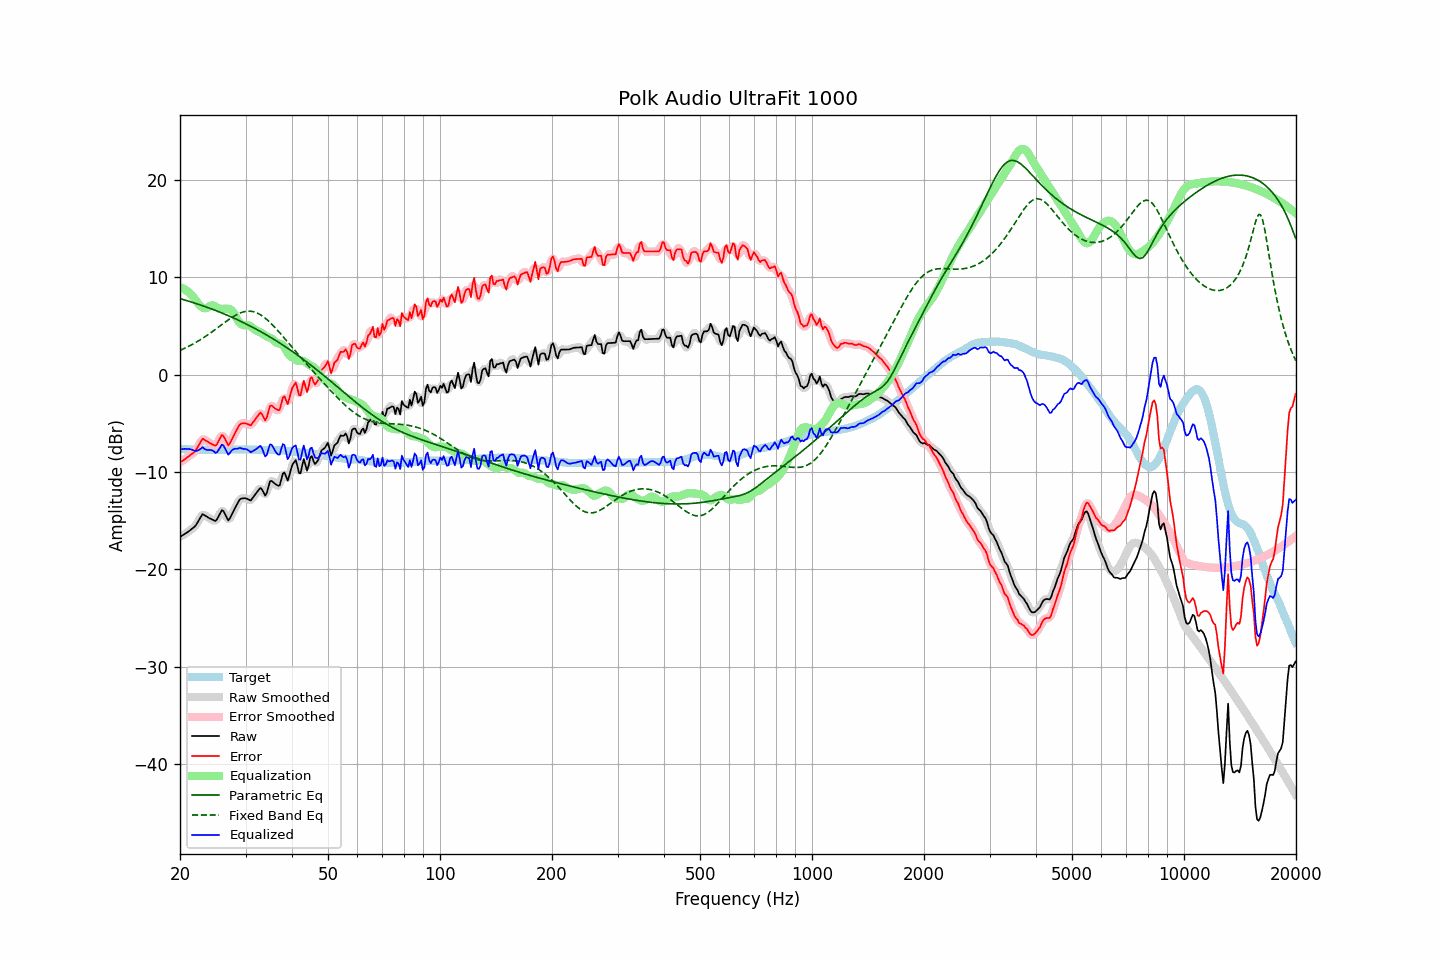 Polk Audio UltraFit 1000
Amplitude (dBr)
20
10
0
−10
−20
−30
−40
Target
Raw Smoothed
Error Smoothed
Raw
Error
Equalization
Parametric Eq
Fixed Band Eq
Equalized
20 50 100 200 500 1000 2000 5000 10000 20000
Frequency (Hz)